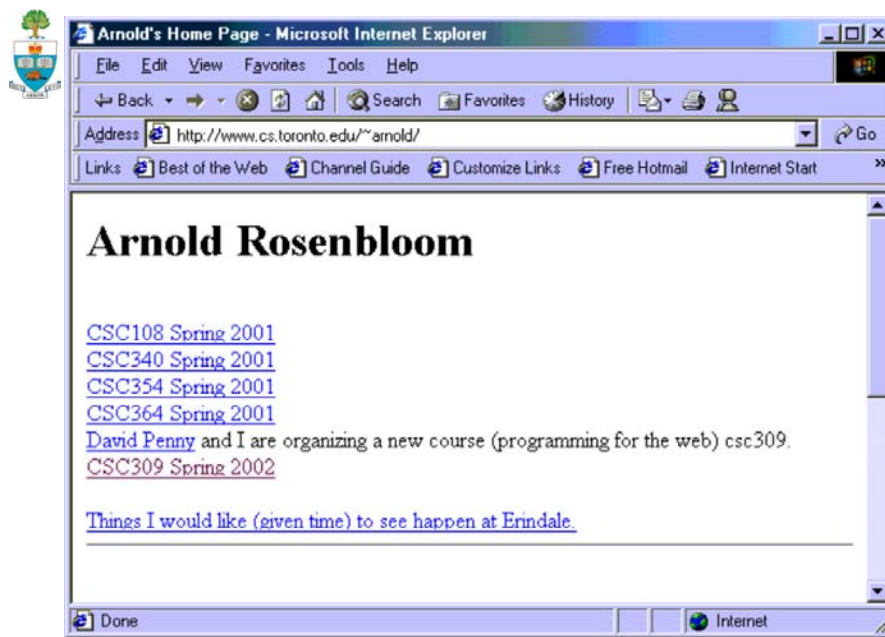 Arnold's Home Page - Microsoft Internet Explorer
File Edit View Favorites Tools Help
Back Search Favorites History
Address http://www.cs.toronto.edu/~arnold/ Go
Links Best of the Web Channel Guide Customize Links Free Hotmail Internet Start »
Arnold Rosenbloom
CSC108 Spring 2001
CSC340 Spring 2001
CSC354 Spring 2001
CSC364 Spring 2001
David Penny and I are organizing a new course (programming for the web) csc309.
CSC309 Spring 2002
Things I would like (given time) to see happen at Erindale.
Done Internet